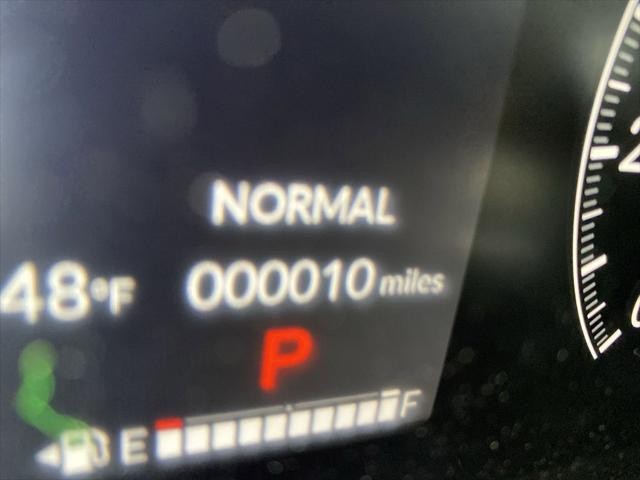 NORMAL
48°F 000010 miles
P
E F